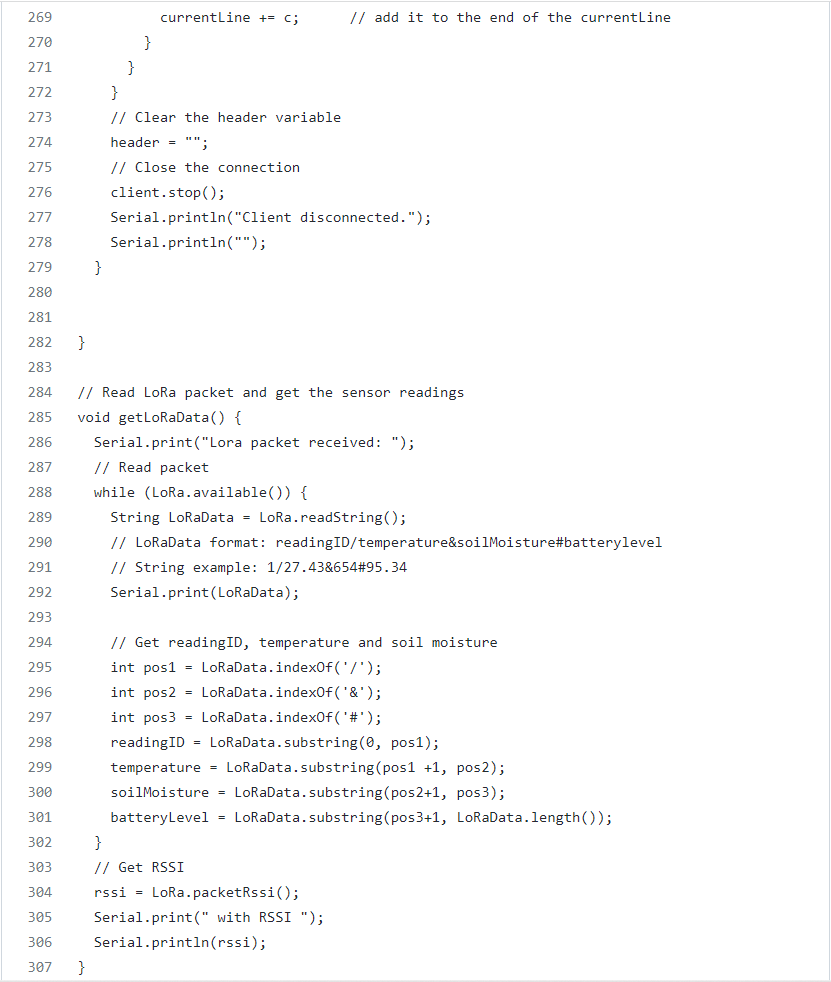 269             currentLine += c;      // add it to the end of the currentLine
270           }
271         }
272       }
273       // Clear the header variable
274       header = "";
275       // Close the connection
276       client.stop();
277       Serial.println("Client disconnected.");
278       Serial.println("");
279     }
280
281
282   }
283
284   // Read LoRa packet and get the sensor readings
285   void getLoRaData() {
286     Serial.print("Lora packet received: ");
287     // Read packet
288     while (LoRa.available()) {
289       String LoRaData = LoRa.readString();
290       // LoRaData format: readingID/temperature&soilMoisture#batterylevel
291       // String example: 1/27.43&654#95.34
292       Serial.print(LoRaData);
293
294       // Get readingID, temperature and soil moisture
295       int pos1 = LoRaData.indexOf('/');
296       int pos2 = LoRaData.indexOf('&');
297       int pos3 = LoRaData.indexOf('#');
298       readingID = LoRaData.substring(0, pos1);
299       temperature = LoRaData.substring(pos1 +1, pos2);
300       soilMoisture = LoRaData.substring(pos2+1, pos3);
301       batteryLevel = LoRaData.substring(pos3+1, LoRaData.length());
302     }
303     // Get RSSI
304     rssi = LoRa.packetRssi();
305     Serial.print(" with RSSI ");
306     Serial.println(rssi);
307   }